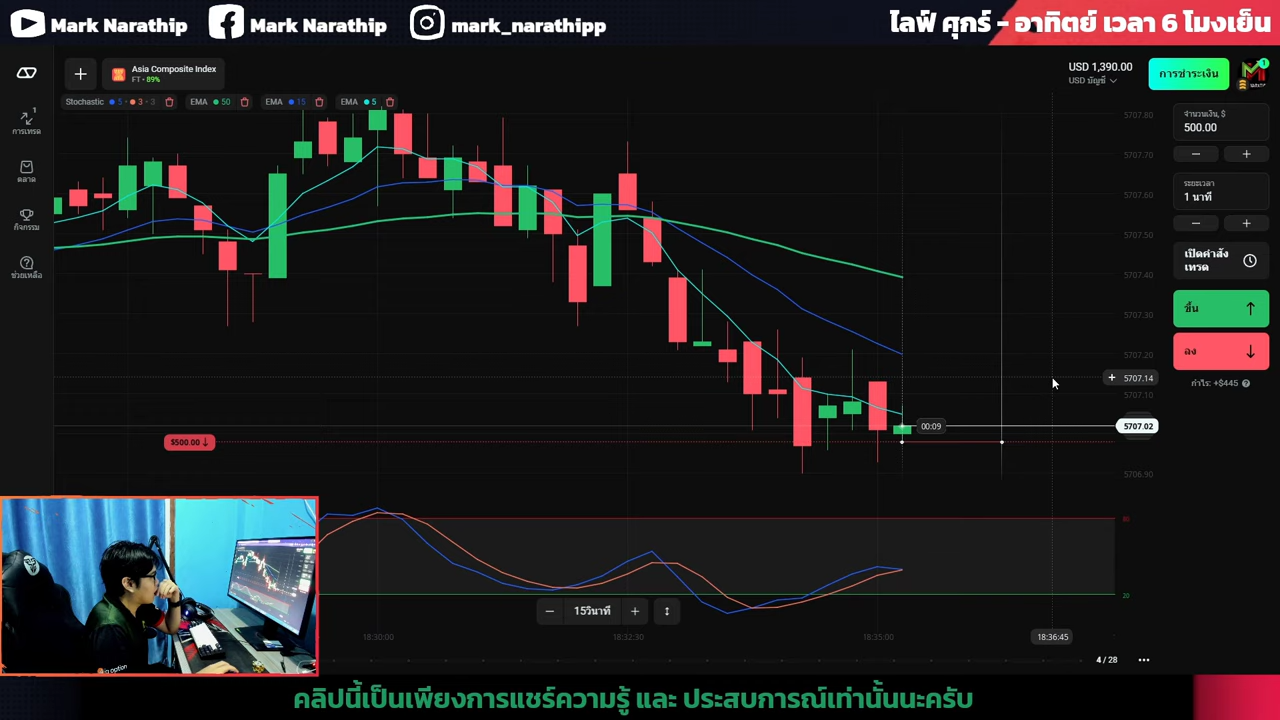 Mark Narathip
Mark Narathip
mark_narathipp
ไลฟ์ ศุกร์ - อาทิตย์ เวลา 6 โมงเย็น
Asia Composite Index
FT • 89%
USD 1,390.00
USD บัญชี
การชำระเงิน
1
Stochastic 5 3 3
EMA 50
EMA 15
EMA 5
1
การเทรด
ตลาด
กิจกรรม
ช่วยเหลือ
จำนวนเงิน, $
500.00
ระยะเวลา
1 นาที
เปิดคำสั่ง
เทรด
ขึ้น
ลง
กำไร: +$445
5707.80
5707.70
5707.60
5707.50
5707.40
5707.30
5707.20
5707.14
5707.10
5707.02
5706.90
$500.00
00:09
80
20
15วินาที
18:30:00
18:32:30
18:35:00
18:36:45
4 / 28
คลิปนี้เป็นเพียงการแชร์ความรู้ และ ประสบการณ์เท่านั้นนะครับ